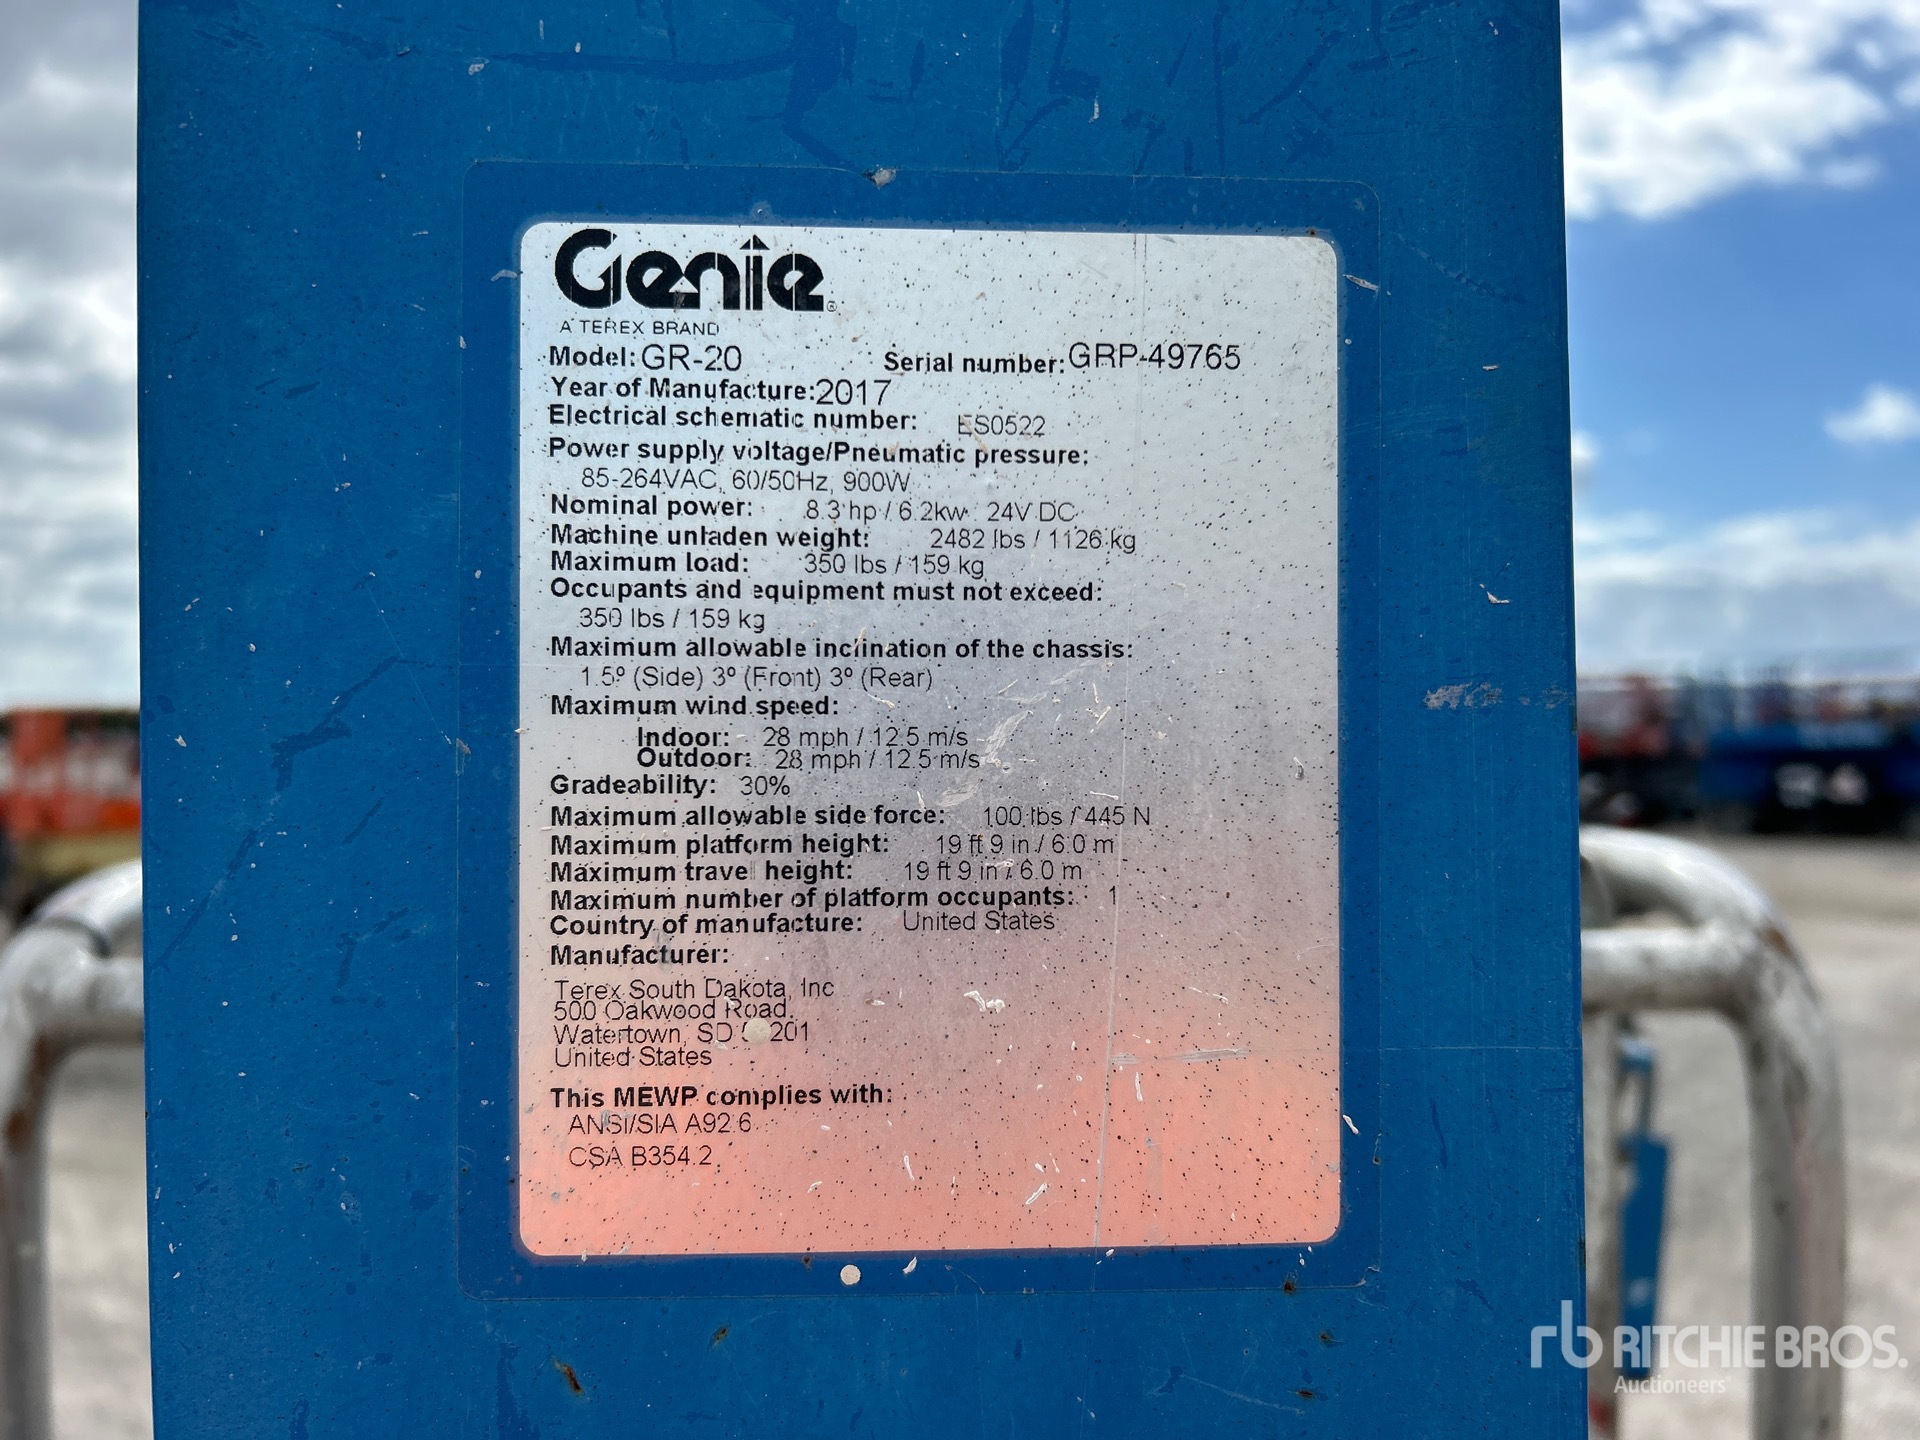 Genie®
A TEREX BRAND
Model: GR-20 Serial number: GRP-49765
Year of Manufacture: 2017
Electrical schematic number: ES0522
Power supply voltage/Pneumatic pressure:
85-264VAC, 60/50Hz, 900W
Nominal power: 8.3 hp / 6.2kw 24V DC
Machine unladen weight: 2482 lbs / 1126 kg
Maximum load: 350 lbs / 159 kg
Occupants and equipment must not exceed:
350 lbs / 159 kg
Maximum allowable inclination of the chassis:
1.5º (Side) 3º (Front) 3º (Rear)
Maximum wind speed:
Indoor: 28 mph / 12.5 m/s
Outdoor: 28 mph / 12.5 m/s
Gradeability: 30%
Maximum allowable side force: 100 lbs / 445 N
Maximum platform height: 19 ft 9 in / 6.0 m
Maximum travel height: 19 ft 9 in / 6.0 m
Maximum number of platform occupants: 1
Country of manufacture: United States
Manufacturer:
Terex South Dakota, Inc
500 Oakwood Road.
Watertown, SD
United States
This MEWP complies with:
ANSI/SIA A92.6
CSA B354.2
rb RITCHIE BROS.
Auctioneers